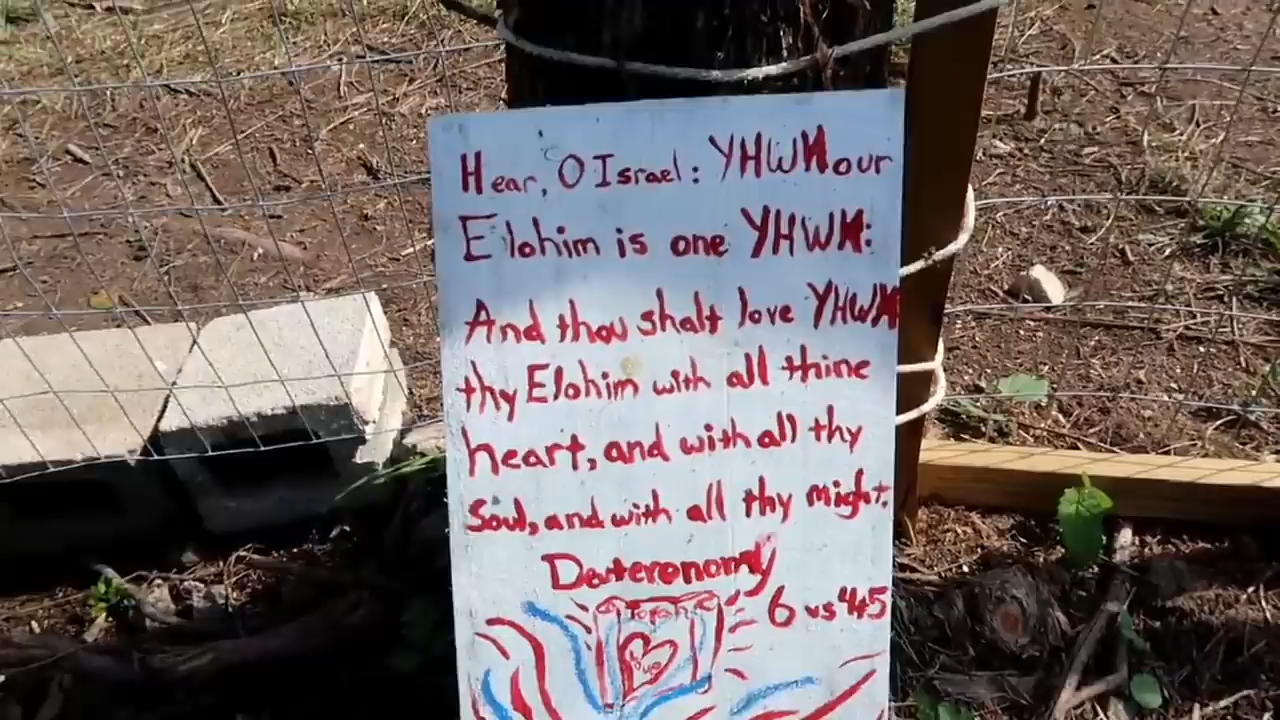 Hear, O Israel: YHWH our
Elohim is one YHWH:
And thou shalt love YHWH
thy Elohim with all thine
heart, and with all thy
Soul, and with all thy might.
Deuteronomy
6 vs 4+5
Torah